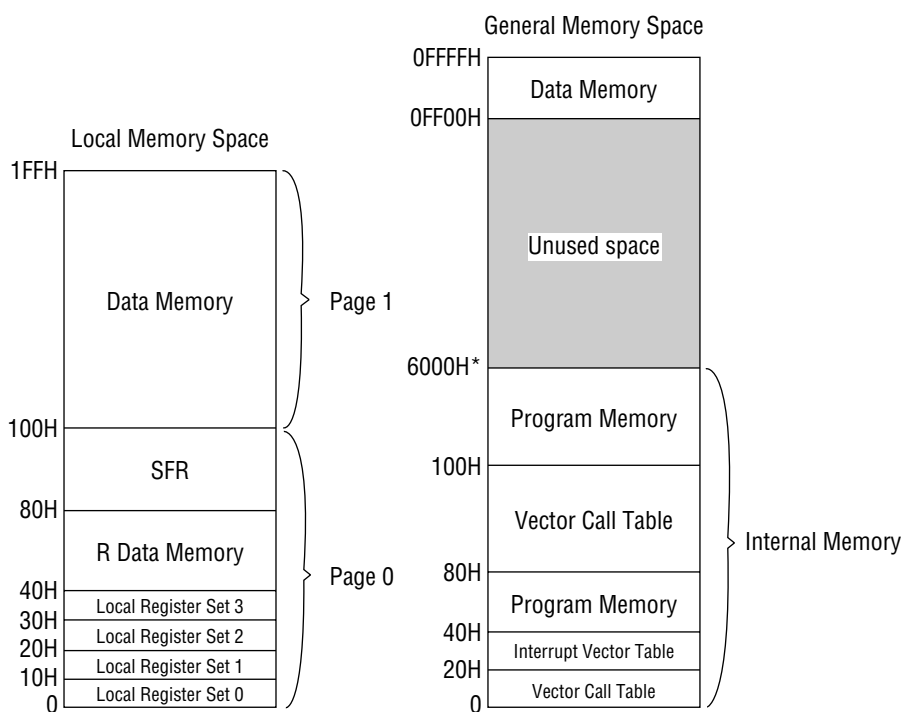 Local Memory Space
1FFH
Data Memory
Page 1
100H
SFR
80H
R Data Memory
Page 0
40H
Local Register Set 3
30H
Local Register Set 2
20H
Local Register Set 1
10H
Local Register Set 0
0
General Memory Space
0FFFFH
Data Memory
0FF00H
Unused space
6000H*
Program Memory
100H
Vector Call Table
Internal Memory
80H
Program Memory
40H
Interrupt Vector Table
20H
Vector Call Table
0